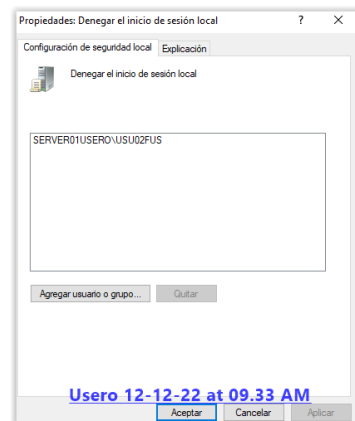 Propiedades: Denegar el inicio de sesión local ? ×
Configuración de seguridad local Explicación
Denegar el inicio de sesión local
SERVER01USERO\USU02FUS
Agregar usuario o grupo... Quitar
Usero 12-12-22 at 09.33 AM
Aceptar Cancelar Aplicar